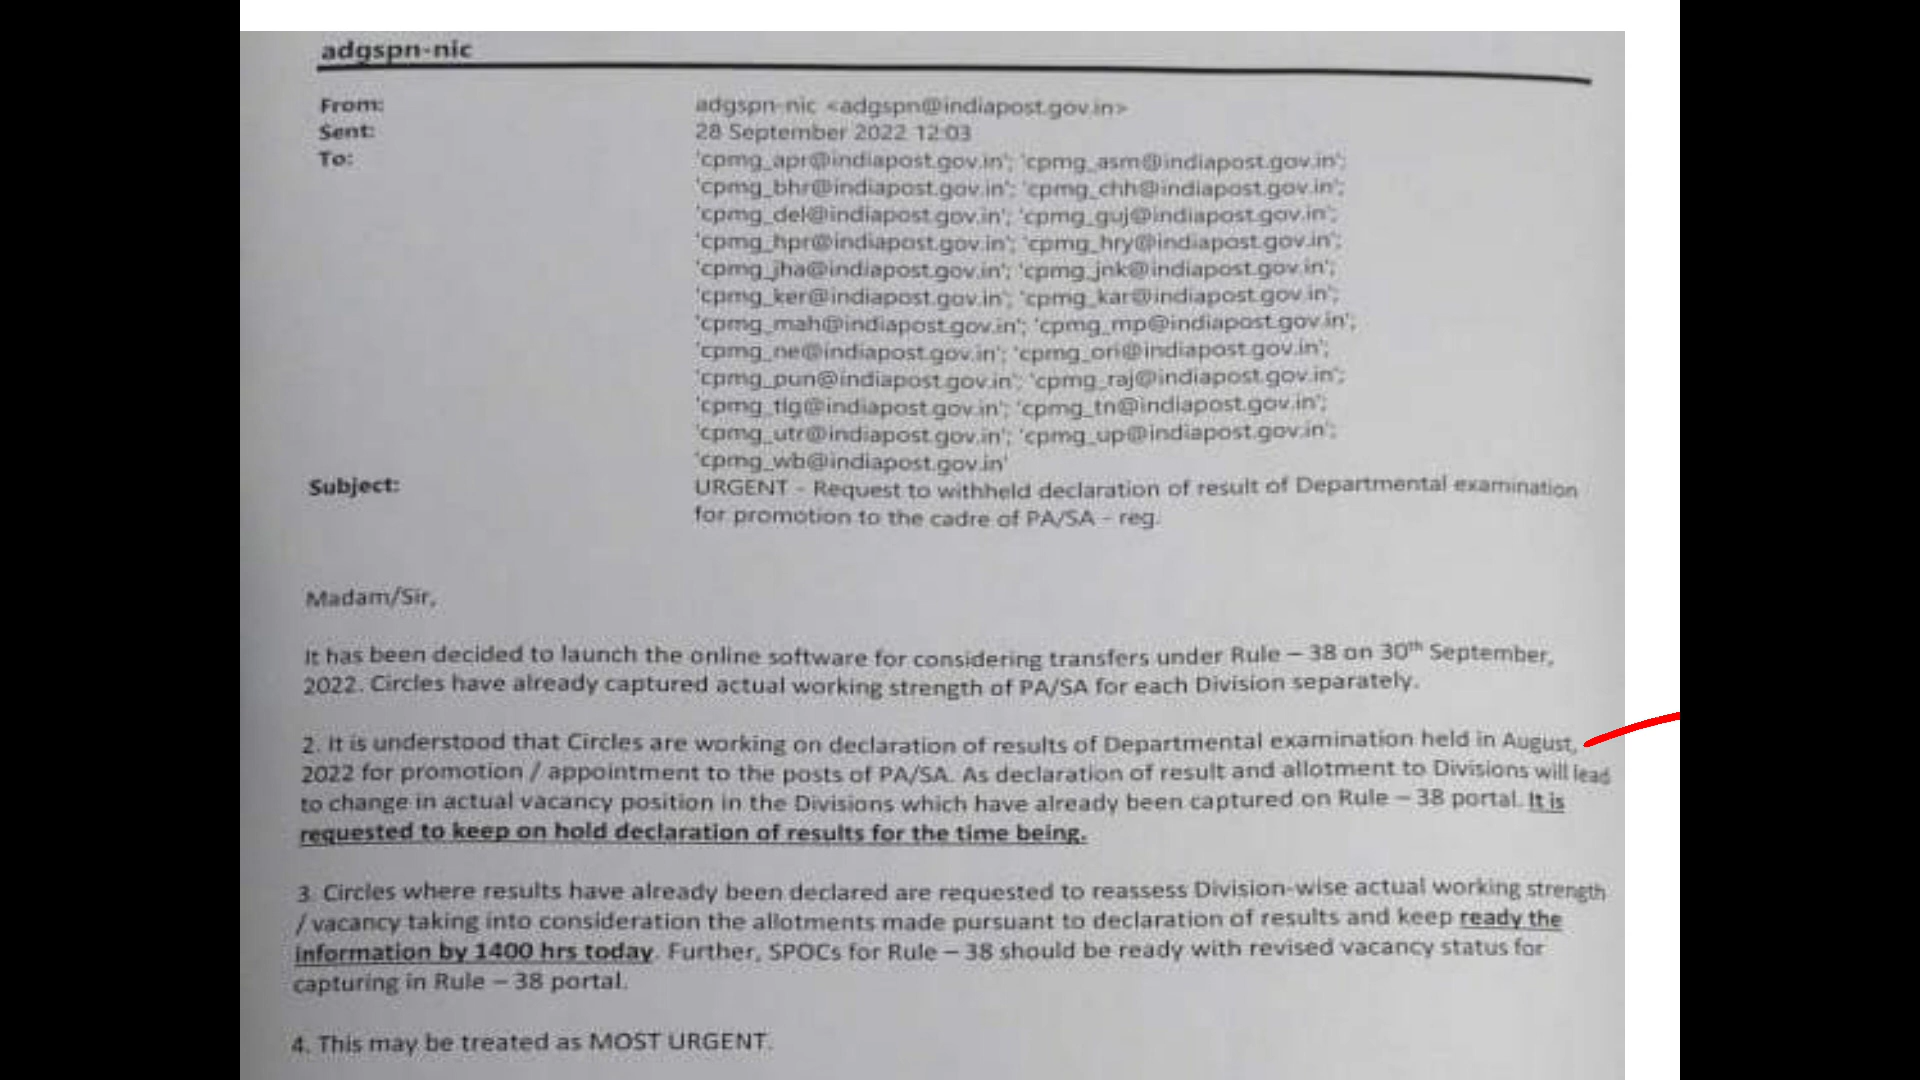 adgspn-nic
From: adgspn-nic <adgspn@indiapost.gov.in>
Sent: 28 September 2022 12:03
To: 'cpmg_apr@indiapost.gov.in'; 'cpmg_asm@indiapost.gov.in';
'cpmg_bhr@indiapost.gov.in'; 'cpmg_chh@indiapost.gov.in';
'cpmg_del@indiapost.gov.in'; 'cpmg_guj@indiapost.gov.in';
'cpmg_hpr@indiapost.gov.in'; 'cpmg_hry@indiapost.gov.in';
'cpmg_jha@indiapost.gov.in'; 'cpmg_jnk@indiapost.gov.in';
'cpmg_ker@indiapost.gov.in'; 'cpmg_kar@indiapost.gov.in';
'cpmg_mah@indiapost.gov.in'; 'cpmg_mp@indiapost.gov.in';
'cpmg_ne@indiapost.gov.in'; 'cpmg_ori@indiapost.gov.in';
'cpmg_pun@indiapost.gov.in'; 'cpmg_raj@indiapost.gov.in';
'cpmg_tlg@indiapost.gov.in'; 'cpmg_tn@indiapost.gov.in';
'cpmg_utr@indiapost.gov.in'; 'cpmg_up@indiapost.gov.in';
'cpmg_wb@indiapost.gov.in'
Subject: URGENT - Request to withheld declaration of result of Departmental examination
for promotion to the cadre of PA/SA - reg.
Madam/Sir,
It has been decided to launch the online software for considering transfers under Rule – 38 on 30th September,
2022. Circles have already captured actual working strength of PA/SA for each Division separately.
2. It is understood that Circles are working on declaration of results of Departmental examination held in August,
2022 for promotion / appointment to the posts of PA/SA. As declaration of result and allotment to Divisions will lead
to change in actual vacancy position in the Divisions which have already been captured on Rule – 38 portal. It is
requested to keep on hold declaration of results for the time being.
3. Circles where results have already been declared are requested to reassess Division-wise actual working strength
/ vacancy taking into consideration the allotments made pursuant to declaration of results and keep ready the
information by 1400 hrs today. Further, SPOCs for Rule – 38 should be ready with revised vacancy status for
capturing in Rule – 38 portal.
4. This may be treated as MOST URGENT.